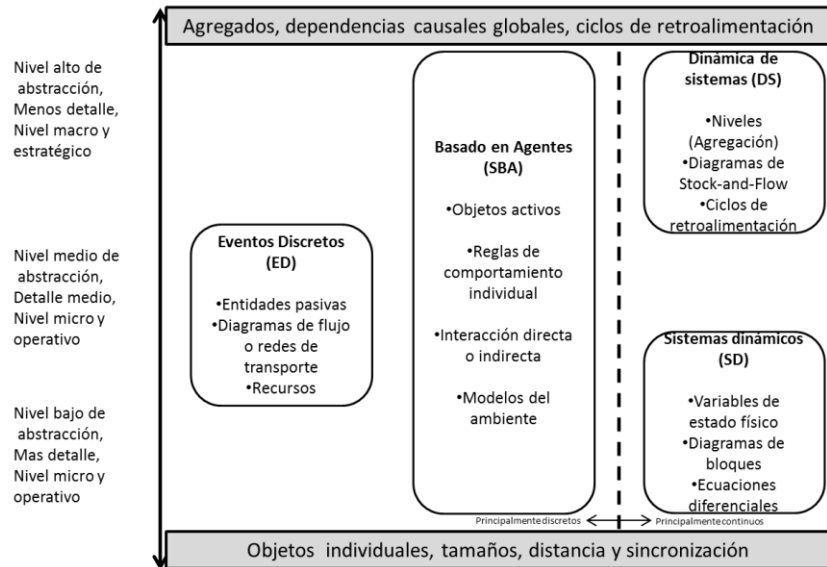 Agregados, dependencias causales globales, ciclos de retroalimentación
Nivel alto de
abstracción,
Menos detalle,
Nivel macro y
estratégico
Nivel medio de
abstracción,
Detalle medio,
Nivel micro y
operativo
Nivel bajo de
abstracción,
Mas detalle,
Nivel micro y
operativo
Eventos Discretos
(ED)
•Entidades pasivas
•Diagramas de flujo
o redes de
transporte
•Recursos
Basado en Agentes
(SBA)
•Objetos activos
•Reglas de
comportamiento
individual
•Interacción directa
o indirecta
•Modelos del
ambiente
Dinámica de
sistemas (DS)
•Niveles
(Agregación)
•Diagramas de
Stock-and-Flow
•Ciclos de
retroalimentación
Sistemas dinámicos
(SD)
•Variables de
estado físico
•Diagramas de
bloques
•Ecuaciones
diferenciales
Principalmente discretos
Principalmente continuos
Objetos individuales, tamaños, distancia y sincronización